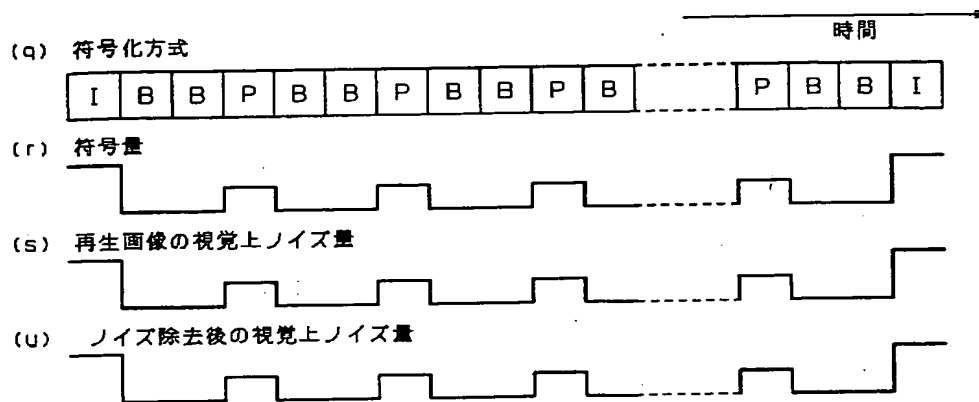 時間
(q) 符号化方式
I B B P B B P B B P B P B B I
(r) 符号量
(s) 再生画像の視覚上ノイズ量
(u) ノイズ除去後の視覚上ノイズ量